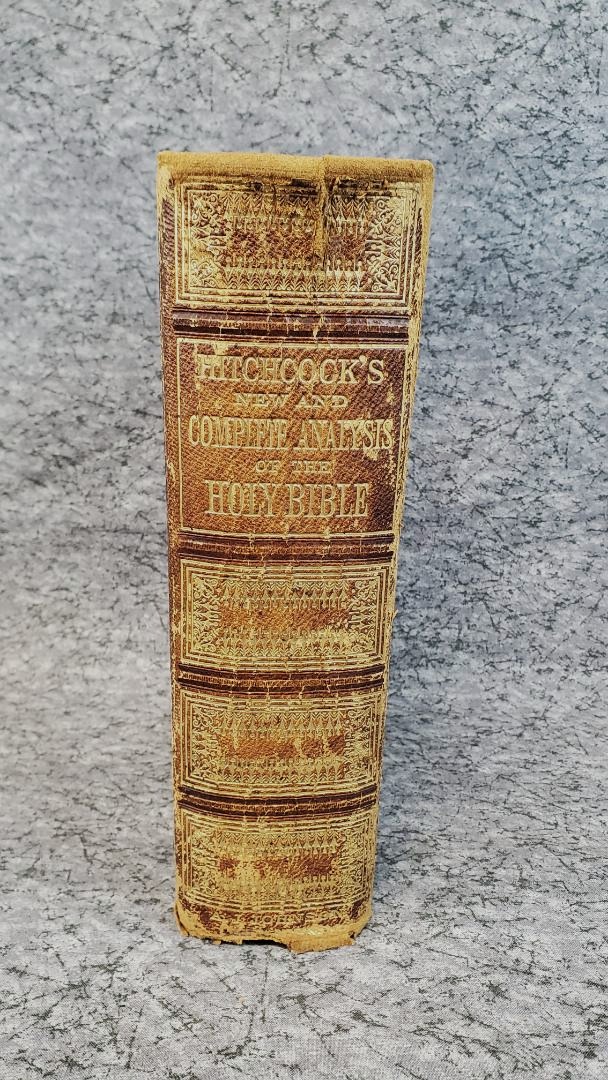 HITCHCOCK'S
NEW AND
COMPLETE ANALYSIS
OF THE
HOLY BIBLE